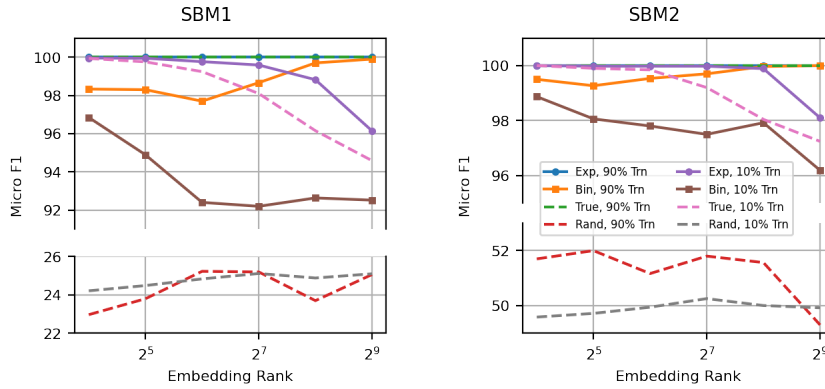 SBM1
100
98
96
94
92
26
24
22
Micro F1
2^5
2^7
2^9
Embedding Rank
SBM2
100
98
96
52
50
Micro F1
Exp, 90% Trn
Bin, 90% Trn
True, 90% Trn
Rand, 90% Trn
Exp, 10% Trn
Bin, 10% Trn
True, 10% Trn
Rand, 10% Trn
2^5
2^7
2^9
Embedding Rank